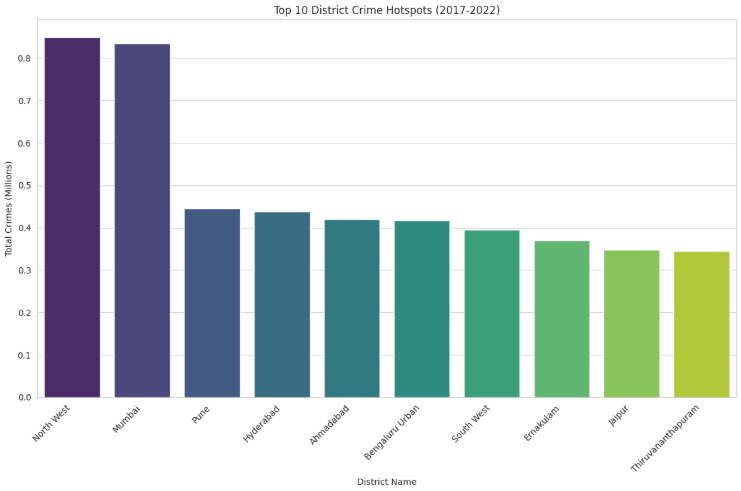 Top 10 District Crime Hotspots (2017-2022)
Total Crimes (Millions)
0.8
0.7
0.6
0.5
0.4
0.3
0.2
0.1
0.0
North West
Mumbai
Pune
Hyderabad
Ahmadabad
Bengaluru Urban
South West
Ernakulam
Jaipur
Thiruvananthapuram
District Name